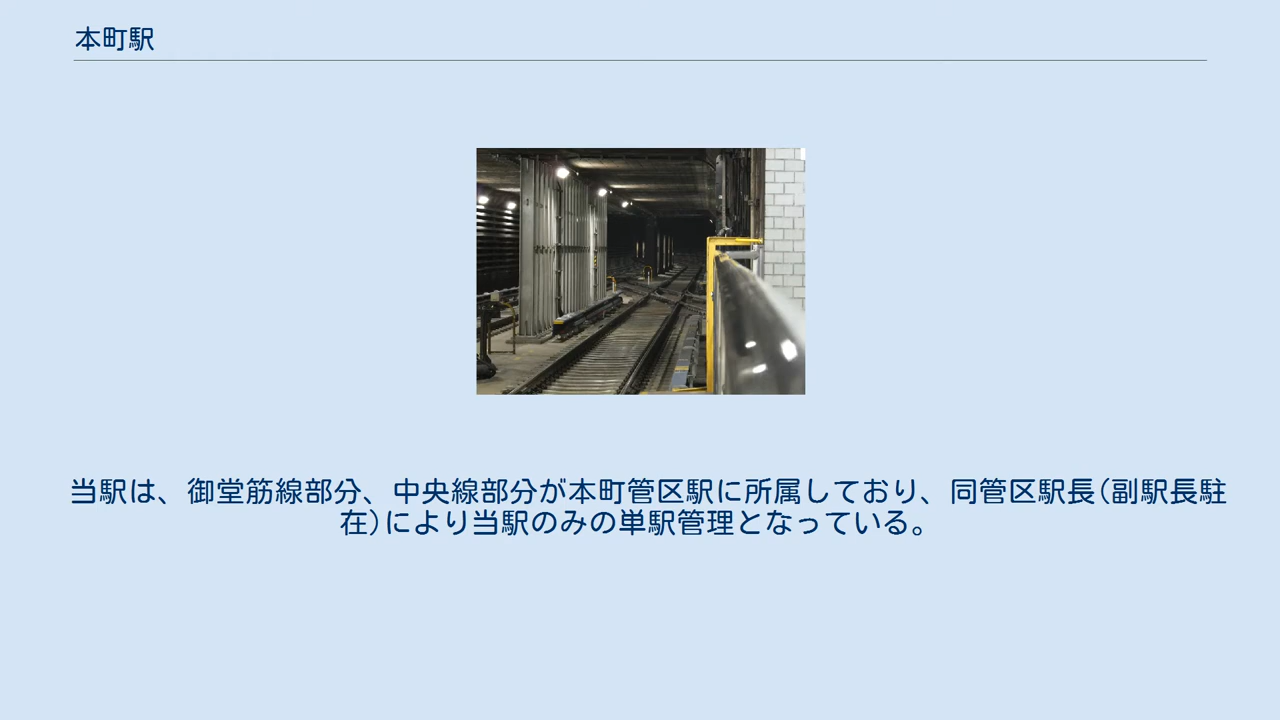 本町駅
当駅は、御堂筋線部分、中央線部分が本町管区駅に所属しており、同管区駅長(副駅長駐
在)により当駅のみの単駅管理となっている。